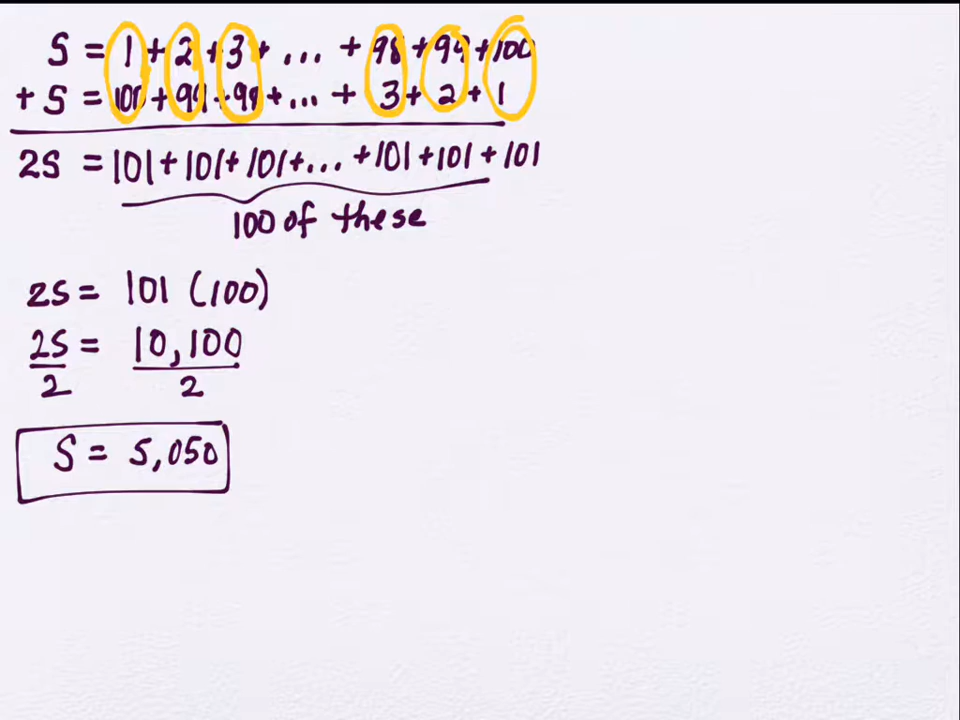 S = 1 + 2 + 3 + ... + 98 + 99 + 100
+ S = 100 + 99 + 98 + ... + 3 + 2 + 1
2S = 101 + 101 + 101 + ... + 101 + 101 + 101
100 of these
2S = 101 (100)
2S = 10,100
2 2
S = 5,050